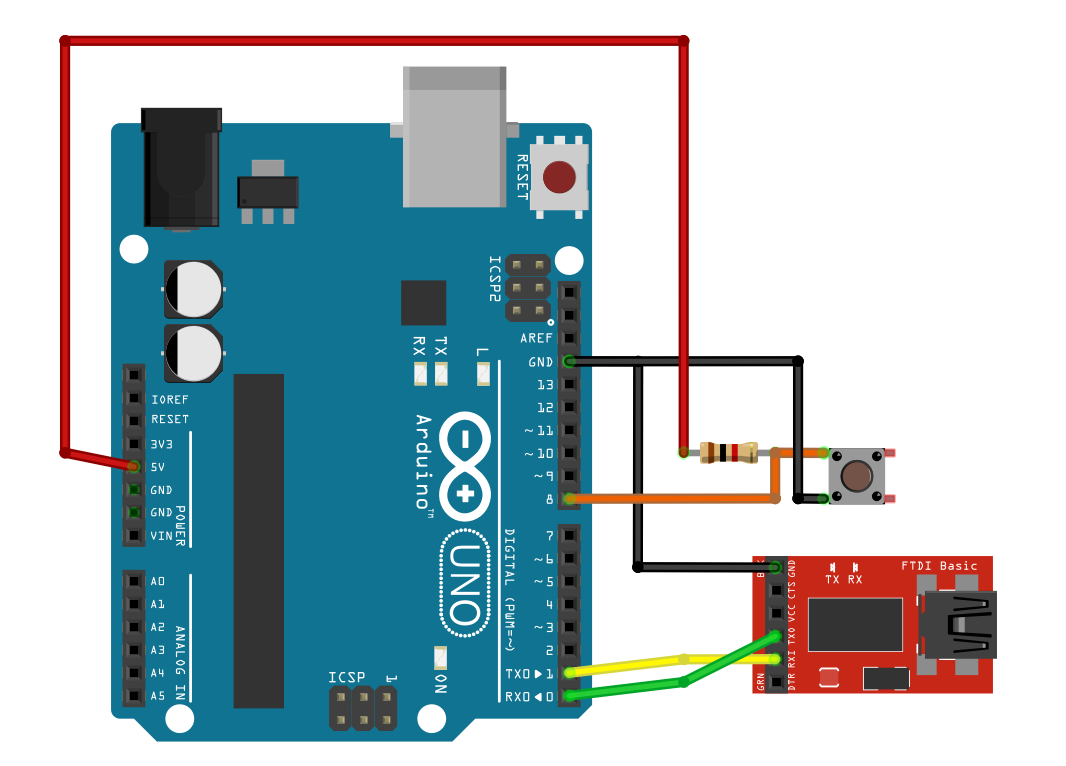 RESET
ICSP2
AREF
GND
13
12
~11
~10
~9
8
7
~6
~5
4
~3
2
TX0▶1
RX0◀0
DIGITAL (PWM=~)
RX
TX
L
Arduino™
UNO
ON
ICSP
1
IOREF
RESET
3V3
5V
GND
GND
VIN
POWER
A0
A1
A2
A3
A4
A5
ANALOG IN
FTDI Basic
TX RX
GND
CTS
VCC
TXO
RXI
DTR
GRN